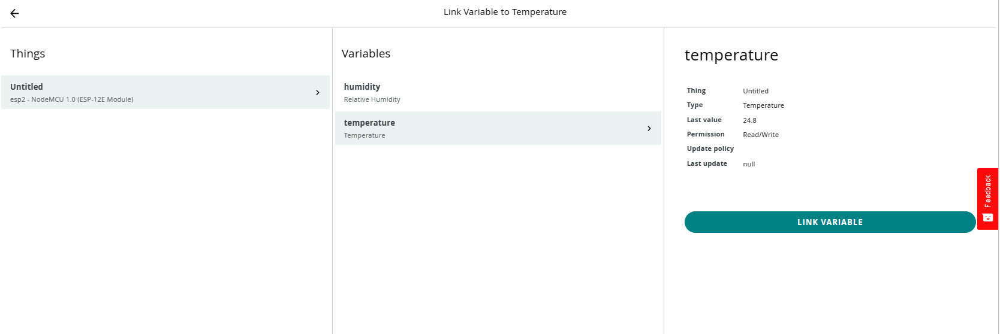 Link Variable to Temperature
Things
Untitled
esp2 - NodeMCU 1.0 (ESP-12E Module)
Variables
humidity
Relative Humidity
temperature
Temperature
temperature
Thing Untitled
Type Temperature
Last value 24.8
Permission Read/Write
Update policy
Last update null
LINK VARIABLE
Feedback